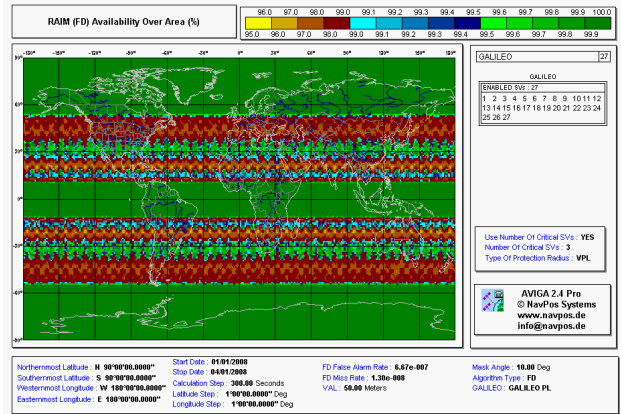 RAIM (FD) Availability Over Area (%)
96.0 97.0 98.0 99.0 99.1 99.2 99.3 99.4 99.5 99.6 99.7 99.8 99.9 100.0
95.0 96.0 97.0 98.0 99.0 99.1 99.2 99.3 99.4 99.5 99.6 99.7 99.8 99.9
GALILEO 27
GALILEO
ENABLED SVs : 27
1 2 3 4 5 6 7 8 9 10 11 12
13 14 15 16 17 18 19 20 21 22 23 24
25 26 27
Use Number Of Critical SVs : YES
Number Of Critical SVs : 3
Type Of Protection Radius : VPL
AVIGA 2.4 Pro
© NavPos Systems
www.navpos.de
info@navpos.de
Northernmost Latitude : N 90°00'00.0000"
Southernmost Latitude : S 90°00'00.0000"
Westernmost Longitude : W 180°00'00.0000"
Easternmost Longitude : E 180°00'00.0000"
Start Date : 01/01/2008
Stop Date : 04/01/2008
Calculation Step : 300.00 Seconds
Latitude Step : 1°00'00.0000" Deg
Longitude Step : 1°00'00.0000" Deg
FD False Alarm Rate : 6.67e-007
FD Miss Rate : 1.30e-008
VAL : 50.00 Meters
Mask Angle : 10.00 Deg
Algorithm Type : FD
GALILEO : GALILEO PL